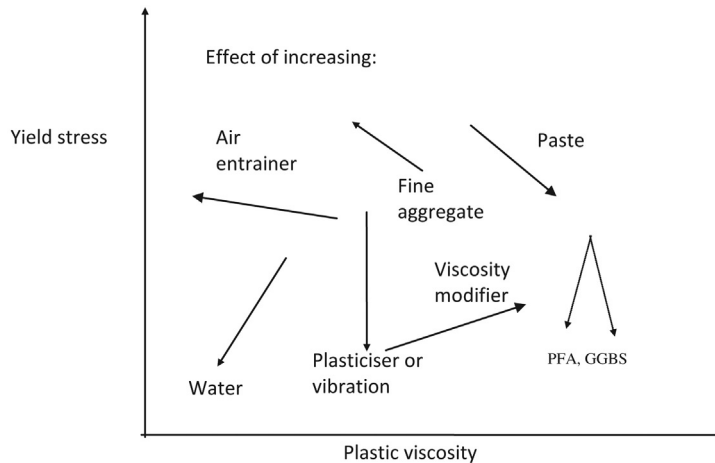 Effect of increasing:
Yield stress
Air
entrainer
Paste
Fine
aggregate
Viscosity
modifier
Plasticiser or
vibration
PFA, GGBS
Water
Plastic viscosity